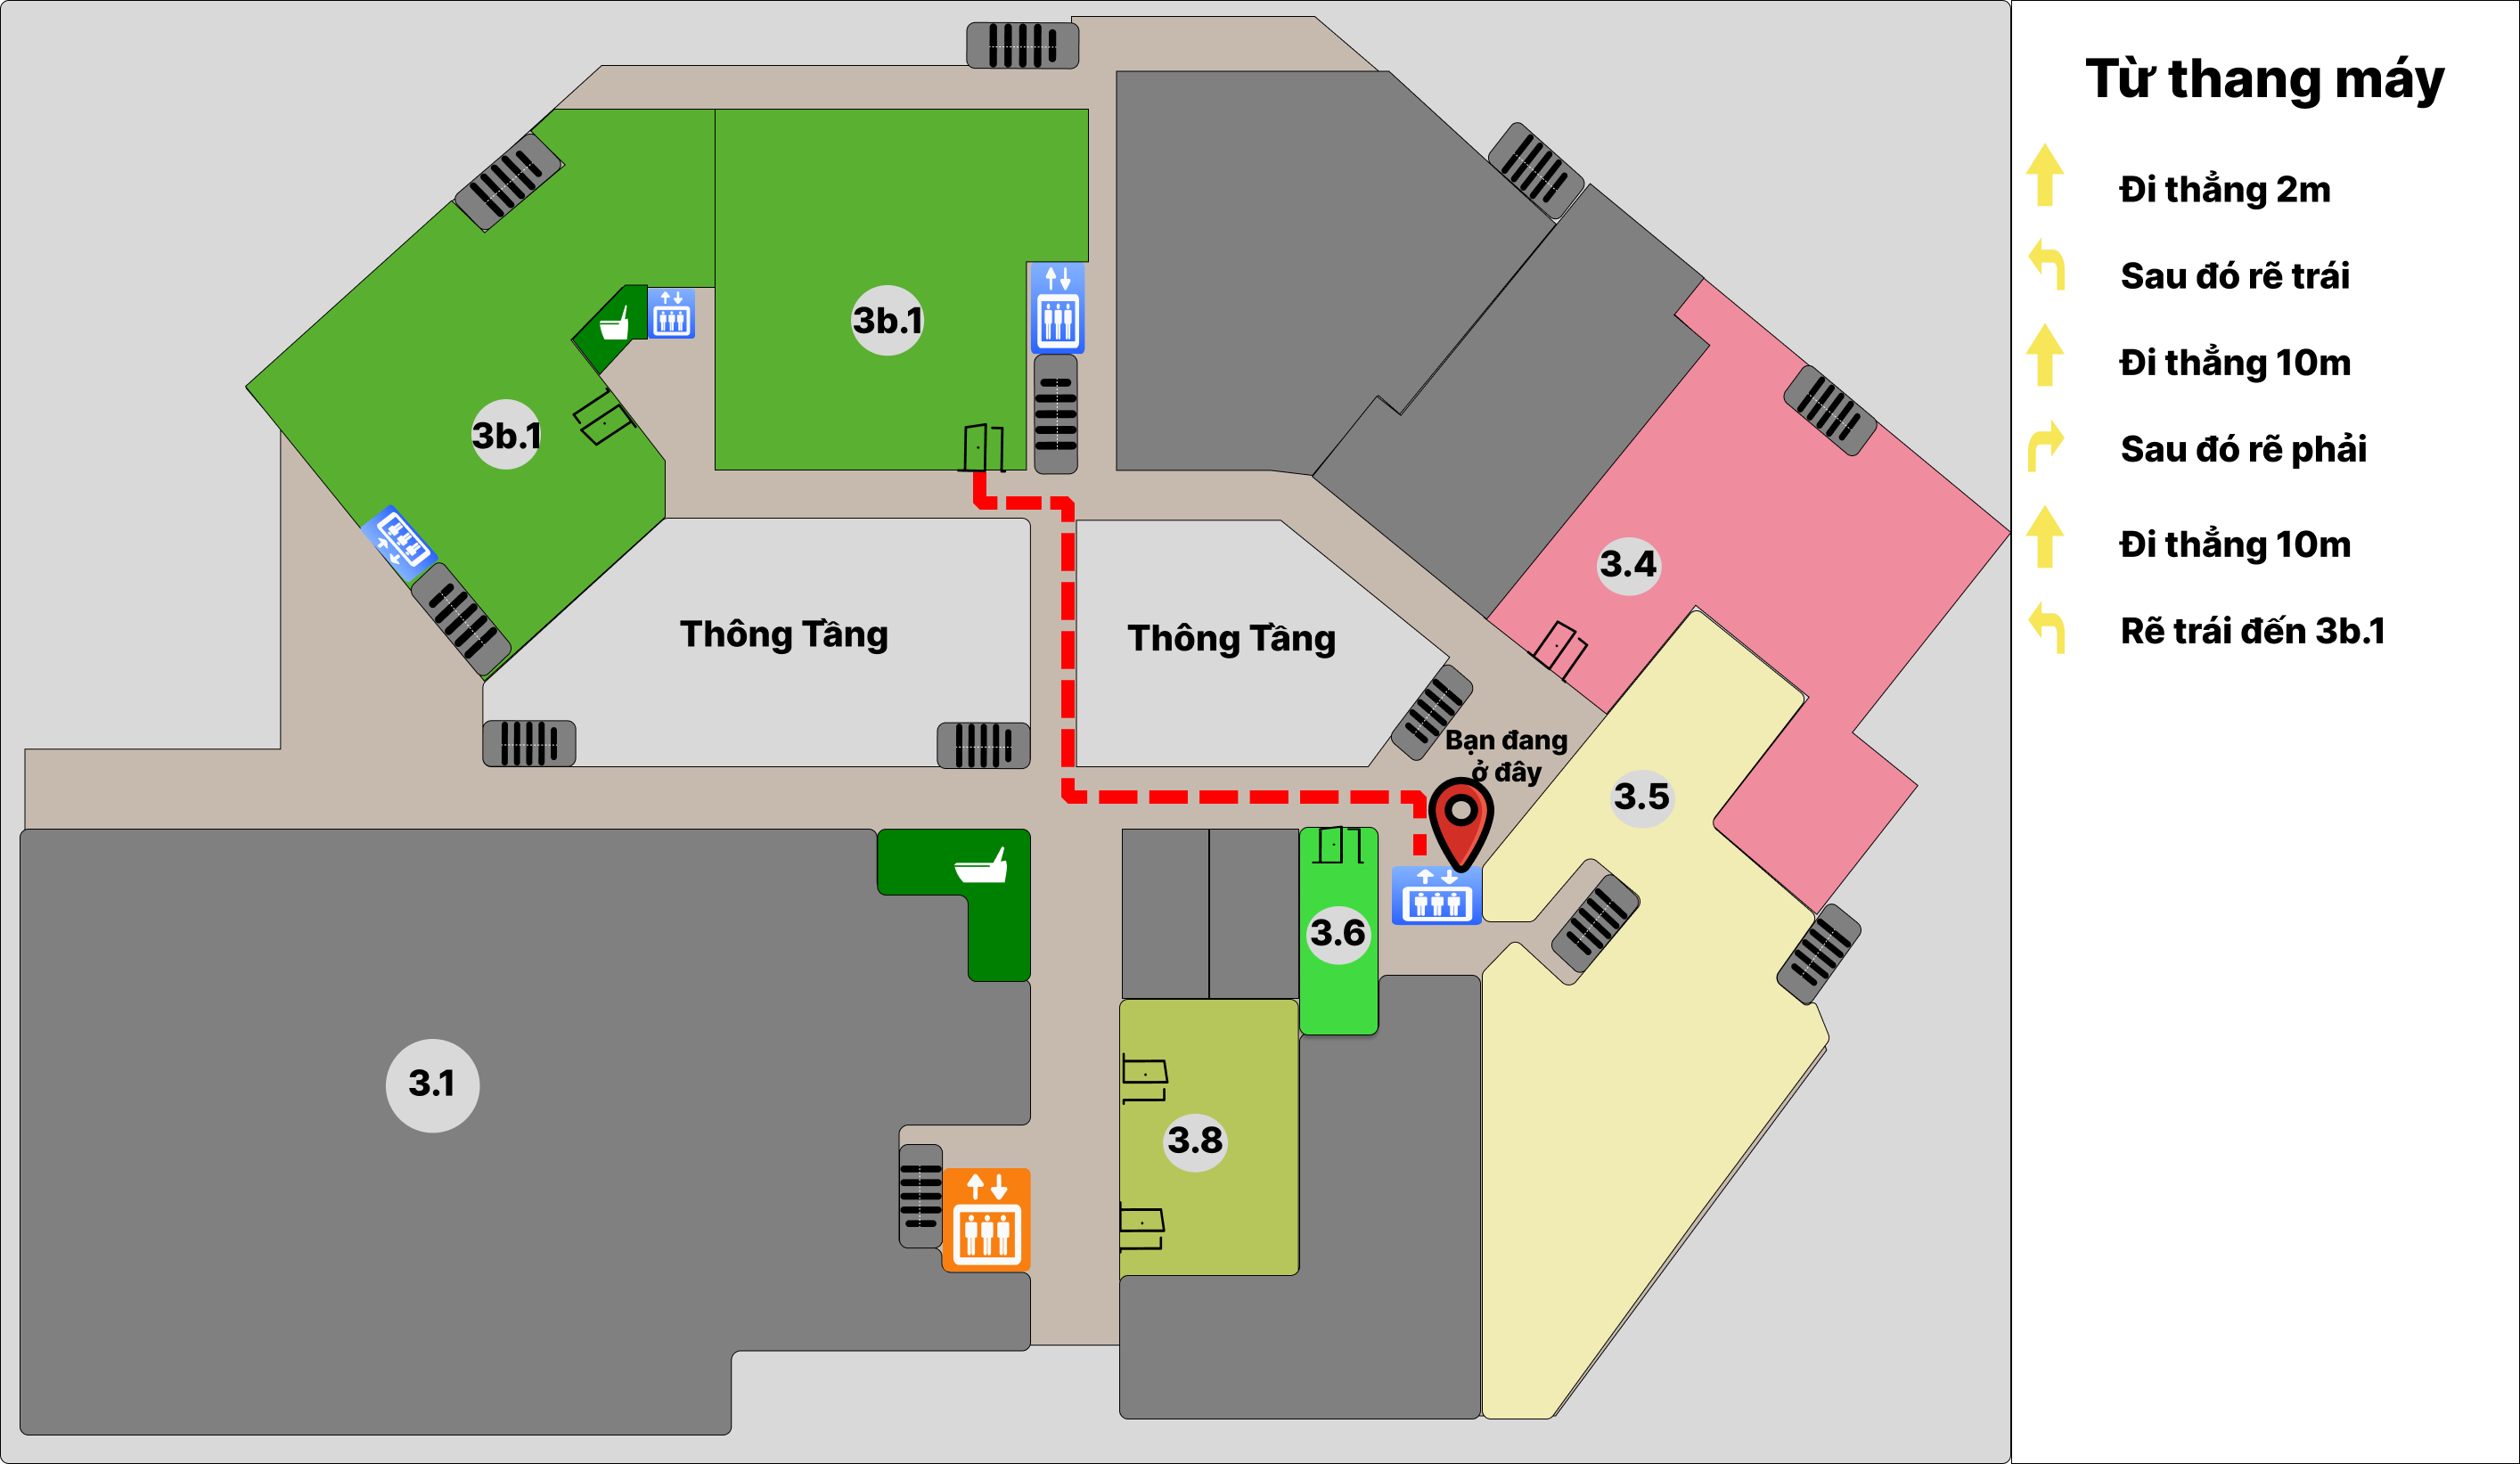 Từ thang máy
Đi thẳng 2m
Sau đó rẽ trái
Đi thẳng 10m
Sau đó rẽ phải
Đi thẳng 10m
Rẽ trái đến 3b.1
3b.1
3b.1
3.4
Thông Tầng
Thông Tầng
Bạn đang
ở đây
3.5
3.6
3.1
3.8